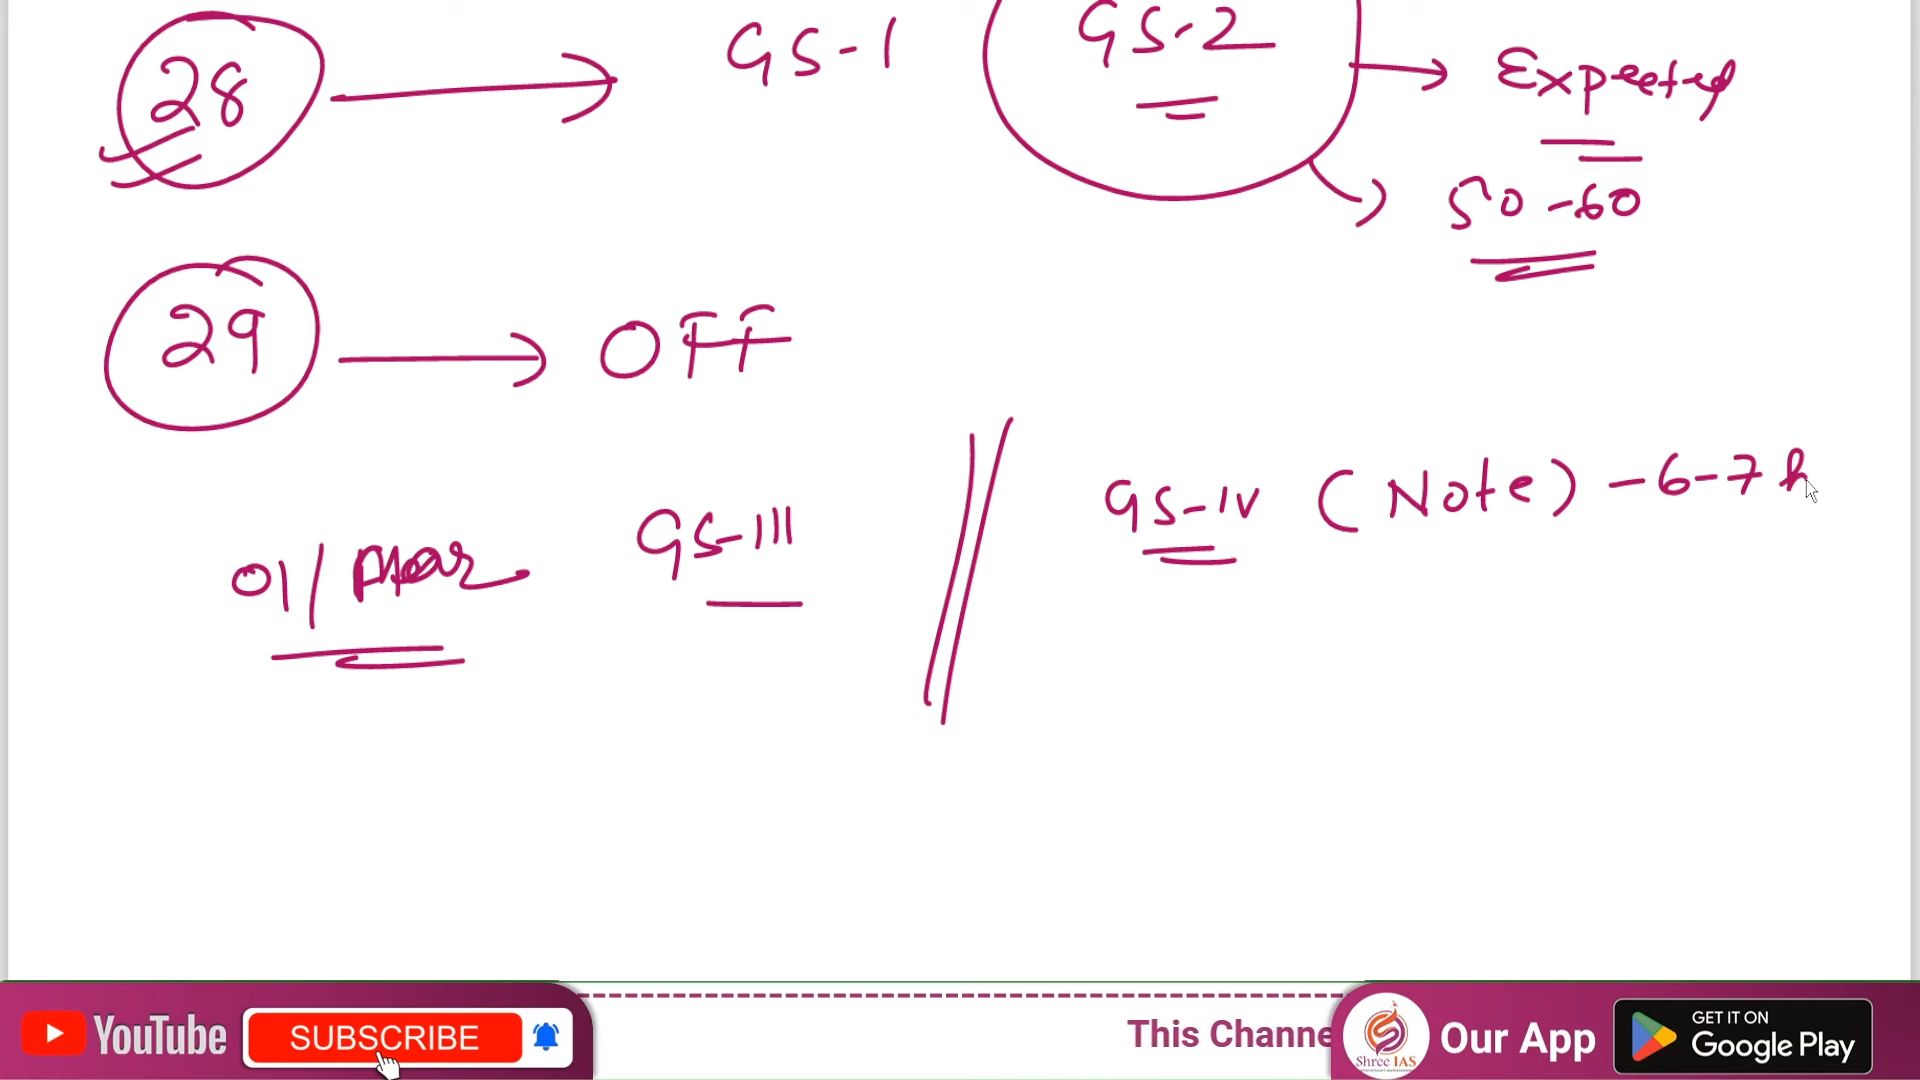 28 → GS-1 GS-2 → Expected
→ 50-60
29 → OFF
01/Mar GS-III // GS-IV (Note) - 6-7 h
YouTube SUBSCRIBE This Channe Shree IAS Our App GET IT ON Google Play